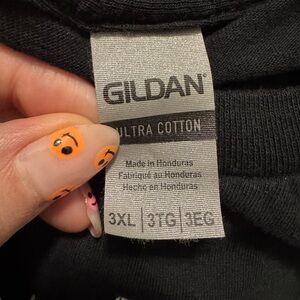 GILDAN
ULTRA COTTON
Made in Honduras
Fabriqué au Honduras
Hecho en Honduras
3XL | 3TG | 3EG